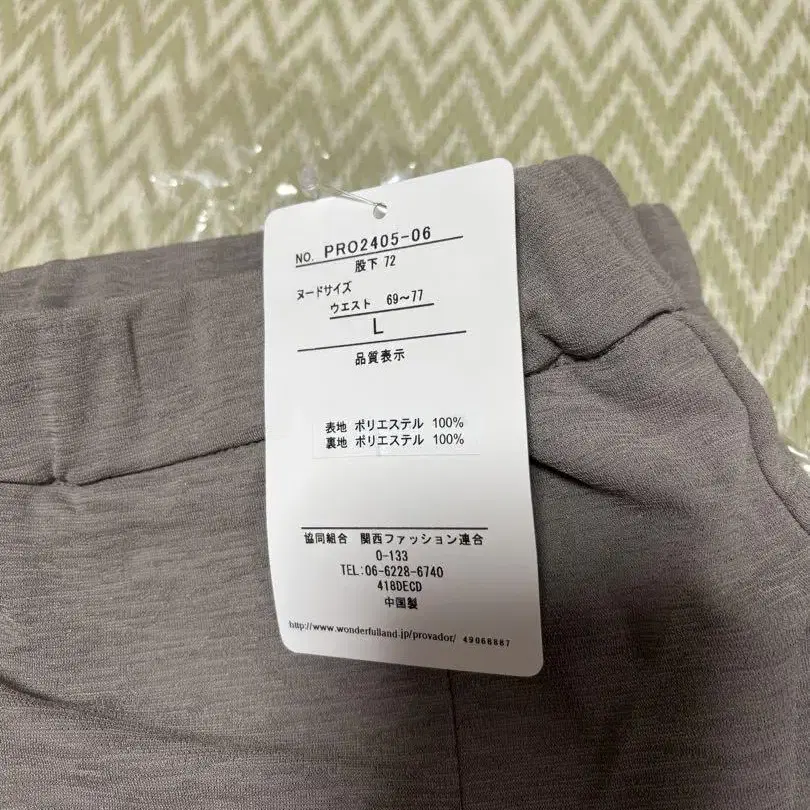 NO. PRO2405-06
股下 72
ヌードサイズ
ウエスト 69～77
L
品質表示
表地 ポリエステル 100%
裏地 ポリエステル 100%
協同組合 関西ファッション連合
O-133
TEL:06-6228-6740
418DECD
中国製
http://www.wonderfulland.jp/provador/ 49066887